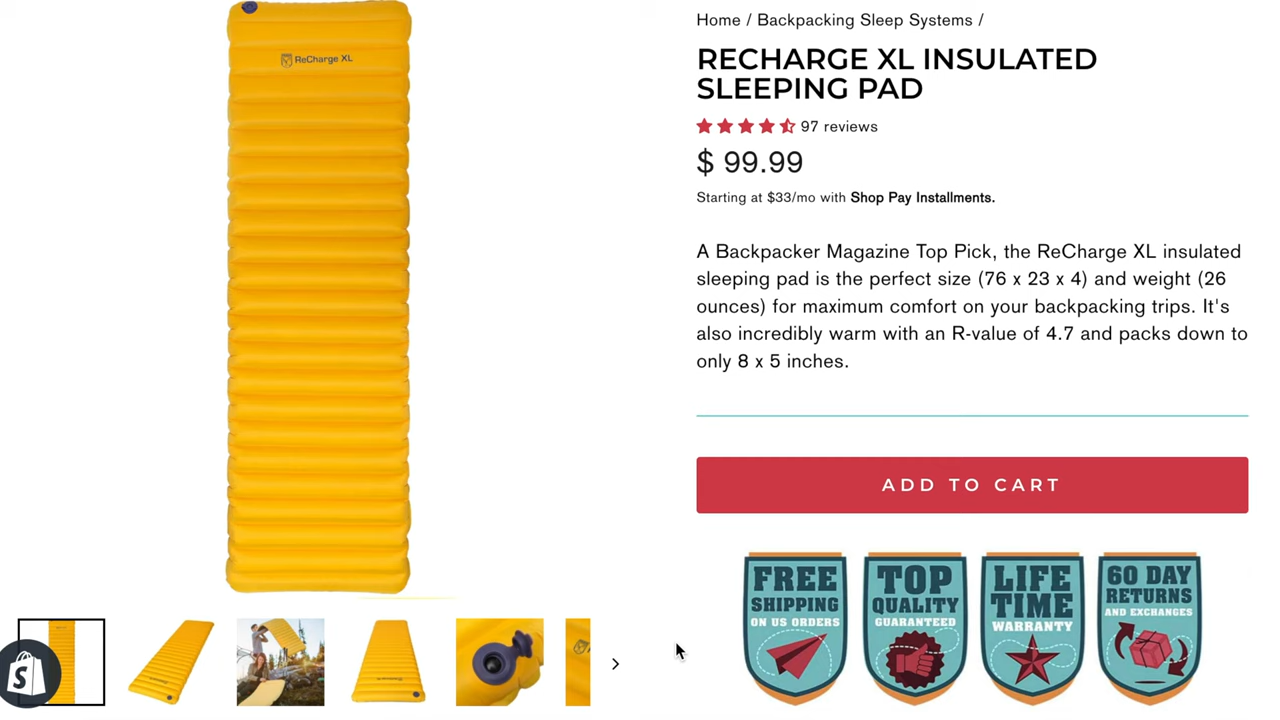 ReCharge XL
Home / Backpacking Sleep Systems /
RECHARGE XL INSULATED
SLEEPING PAD
97 reviews
$ 99.99
Starting at $33/mo with Shop Pay Installments.
A Backpacker Magazine Top Pick, the ReCharge XL insulated
sleeping pad is the perfect size (76 x 23 x 4) and weight (26
ounces) for maximum comfort on your backpacking trips. It's
also incredibly warm with an R-value of 4.7 and packs down to
only 8 x 5 inches.
ADD TO CART
FREE
SHIPPING
ON US ORDERS
TOP
QUALITY
GUARANTEED
LIFE
TIME
WARRANTY
60 DAY
RETURNS
AND EXCHANGES
S